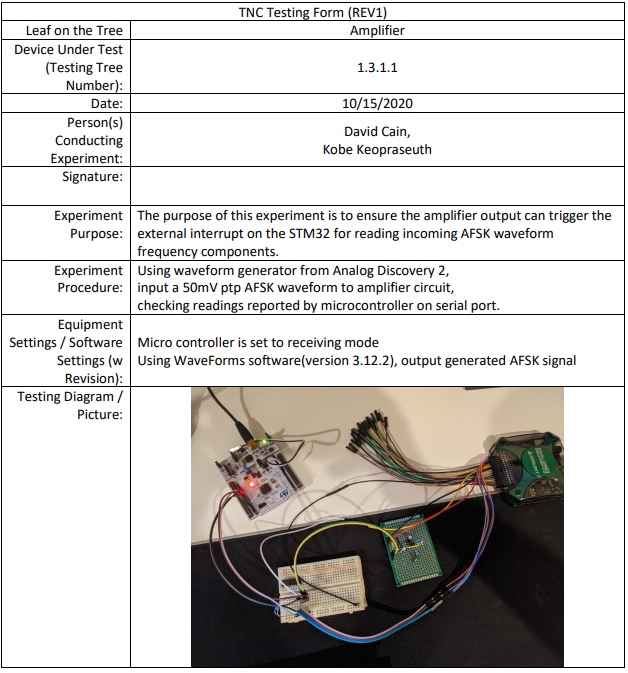 TNC Testing Form (REV1)
Leaf on the Tree
Amplifier
Device Under Test
(Testing Tree
Number):
1.3.1.1
Date:
10/15/2020
Person(s)
Conducting
Experiment:
David Cain,
Kobe Keopraseuth
Signature:
Experiment
Purpose:
The purpose of this experiment is to ensure the amplifier output can trigger the
external interrupt on the STM32 for reading incoming AFSK waveform
frequency components.
Experiment
Procedure:
Using waveform generator from Analog Discovery 2,
input a 50mV ptp AFSK waveform to amplifier circuit,
checking readings reported by microcontroller on serial port.
Equipment
Settings / Software
Settings (w
Revision):
Micro controller is set to receiving mode
Using WaveForms software(version 3.12.2), output generated AFSK signal
Testing Diagram /
Picture: